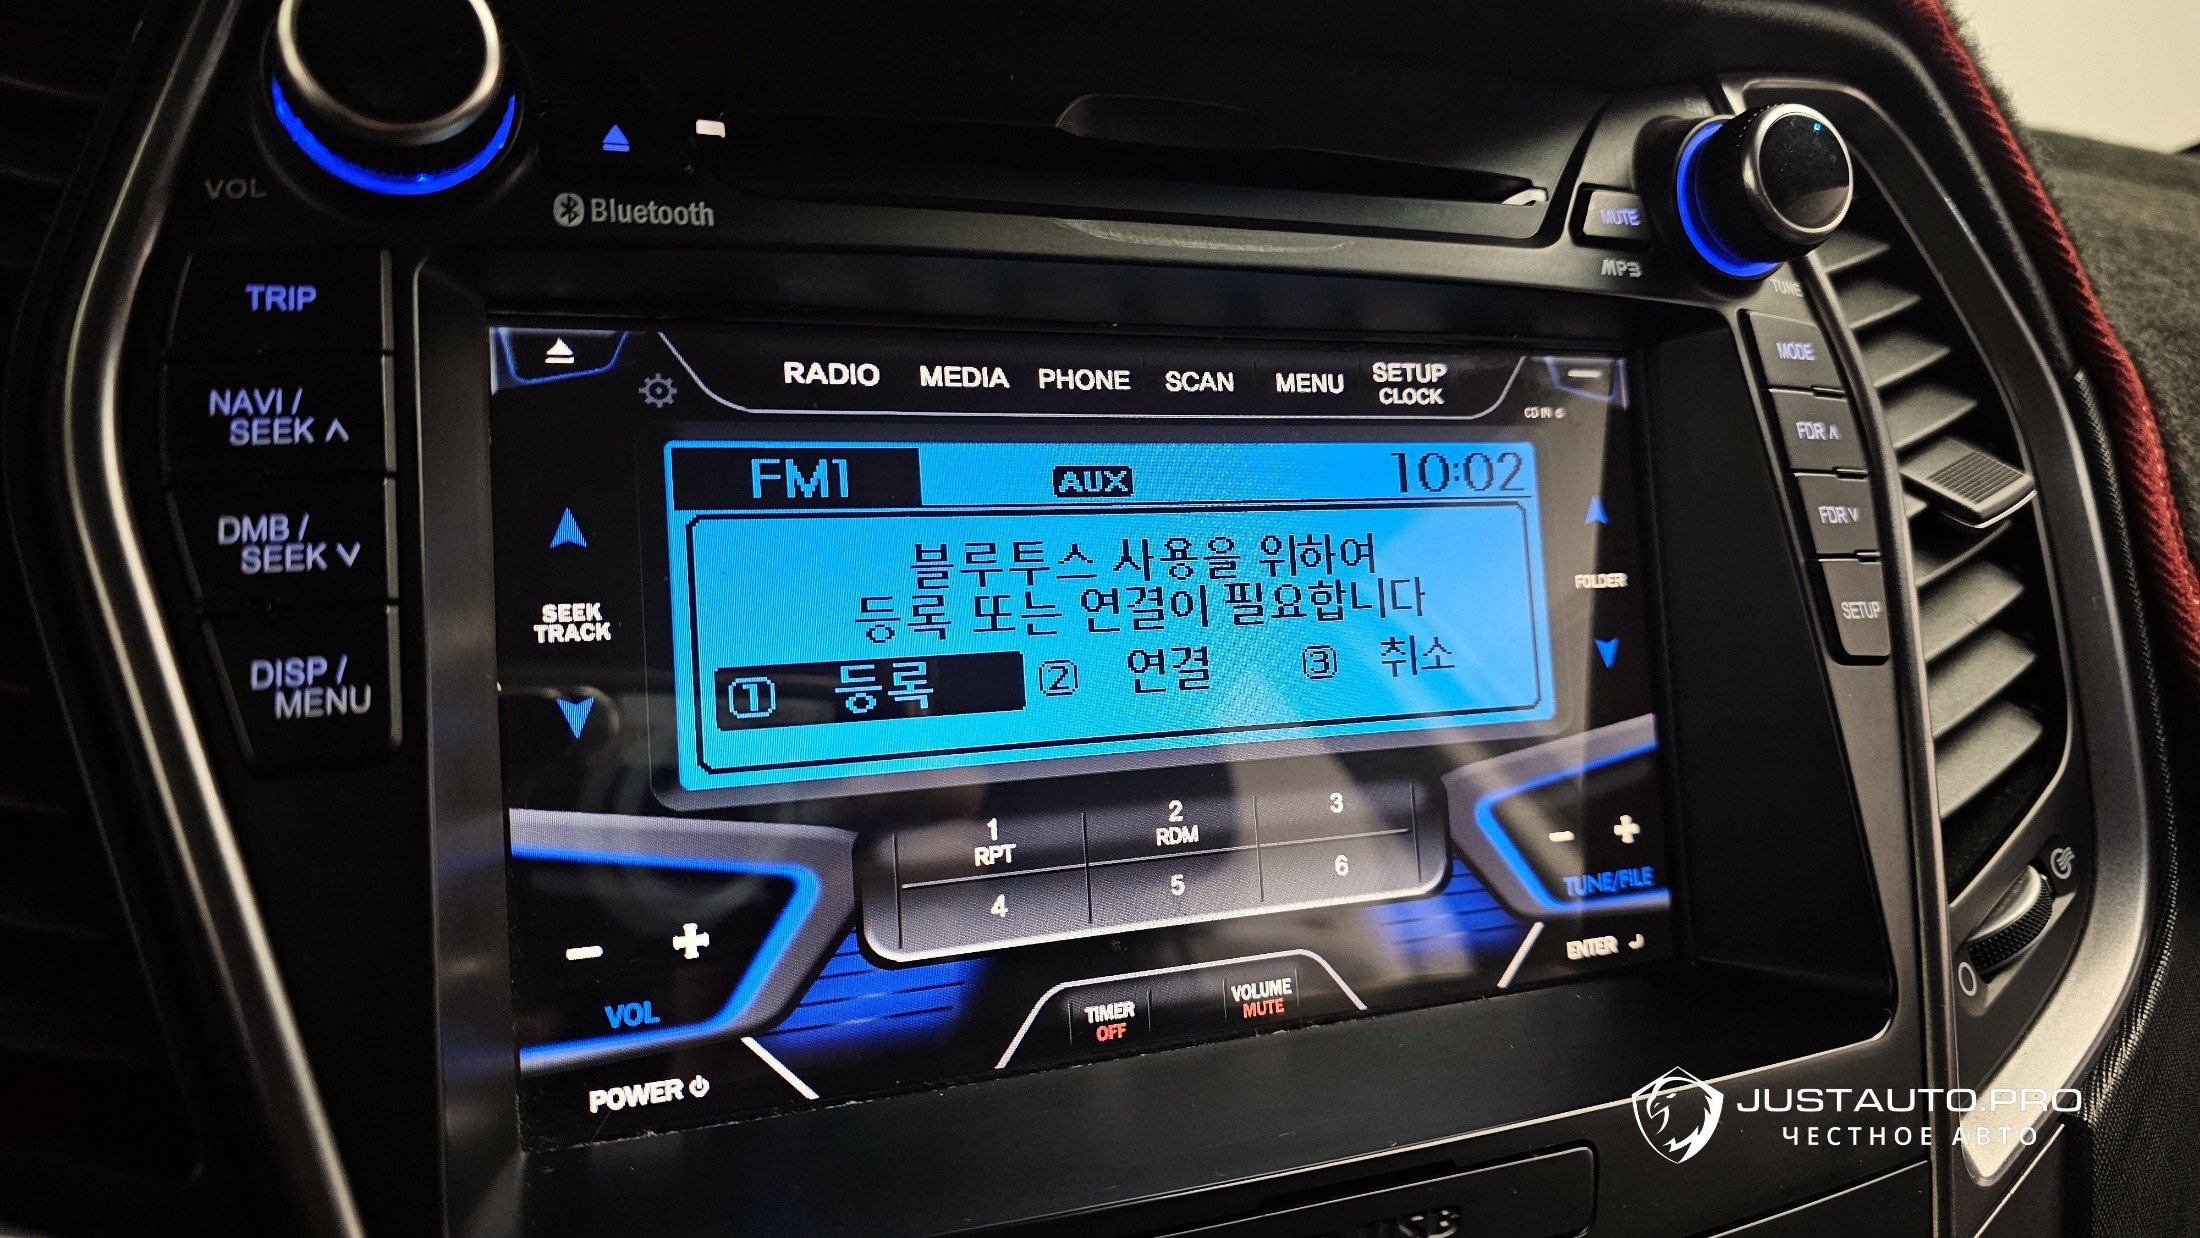 VOL
Bluetooth
MUTE
MP3
TUNE
TRIP
NAVI /
SEEK ∧
DMB /
SEEK ∨
DISP /
MENU
MODE
FDR ∧
FDR ∨
SETUP
RADIO
MEDIA
PHONE
SCAN
MENU
SETUP
CLOCK
CD IN
FM1
AUX
10:02
블루투스 사용을 위하여
등록 또는 연결이 필요합니다
① 등록 ② 연결 ③ 취소
SEEK
TRACK
FOLDER
1
RPT
2
RDM
3
4
5
6
− +
VOL
− +
TUNE/FILE
ENTER
POWER
TIMER
OFF
VOLUME
MUTE
USB
JUSTAUTO.PRO
ЧЕСТНОЕ АВТО